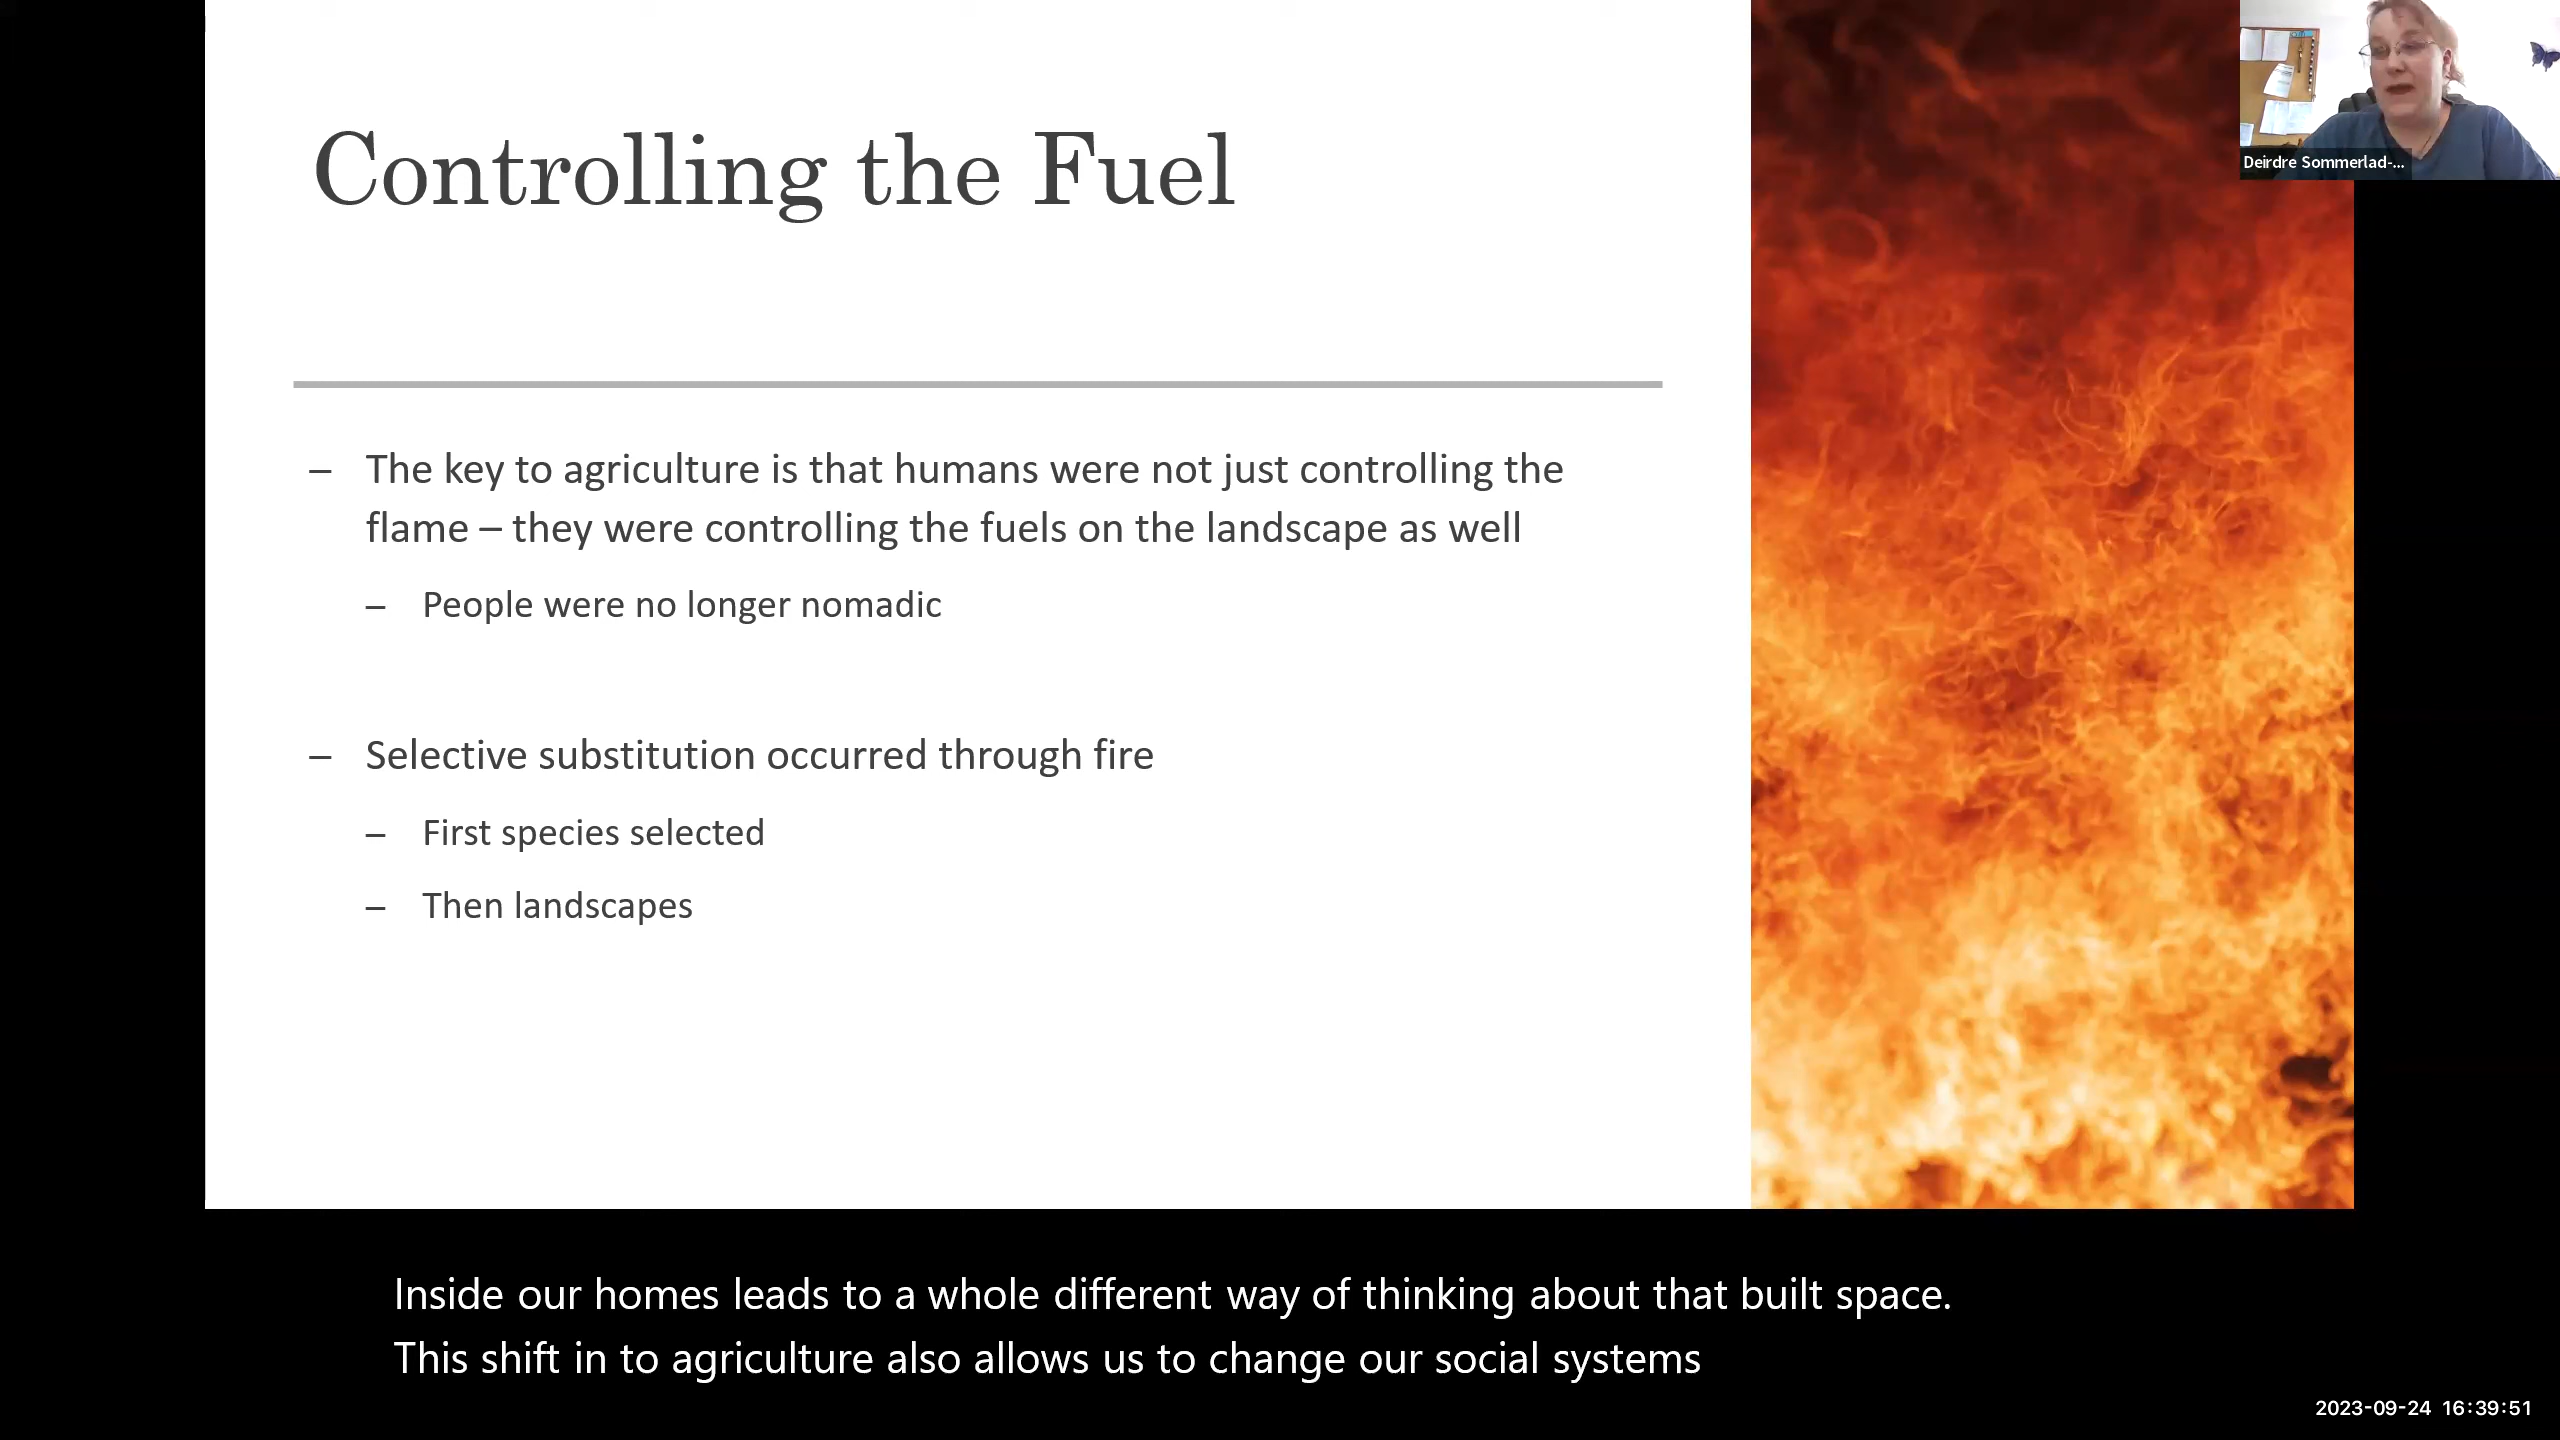 Controlling the Fuel
– The key to agriculture is that humans were not just controlling the
flame – they were controlling the fuels on the landscape as well
– People were no longer nomadic
– Selective substitution occurred through fire
– First species selected
– Then landscapes
Deirdre Sommerlad-...
Inside our homes leads to a whole different way of thinking about that built space.
This shift in to agriculture also allows us to change our social systems
2023-09-24 16:39:51